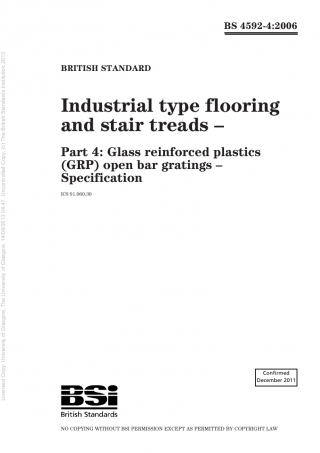 BS 4592-4:2006
BRITISH STANDARD
Industrial type flooring
and stair treads –
Part 4: Glass reinforced plastics
(GRP) open bar gratings –
Specification
ICS 91.060.30
Confirmed
December 2011
BSi
British Standards
NO COPYING WITHOUT BSI PERMISSION EXCEPT AS PERMITTED BY COPYRIGHT LAW
Licensed Copy: University of Glasgow, The University of Glasgow, 14/03/2013 04:47, Uncontrolled Copy, (c) The British Standards Institution 2013